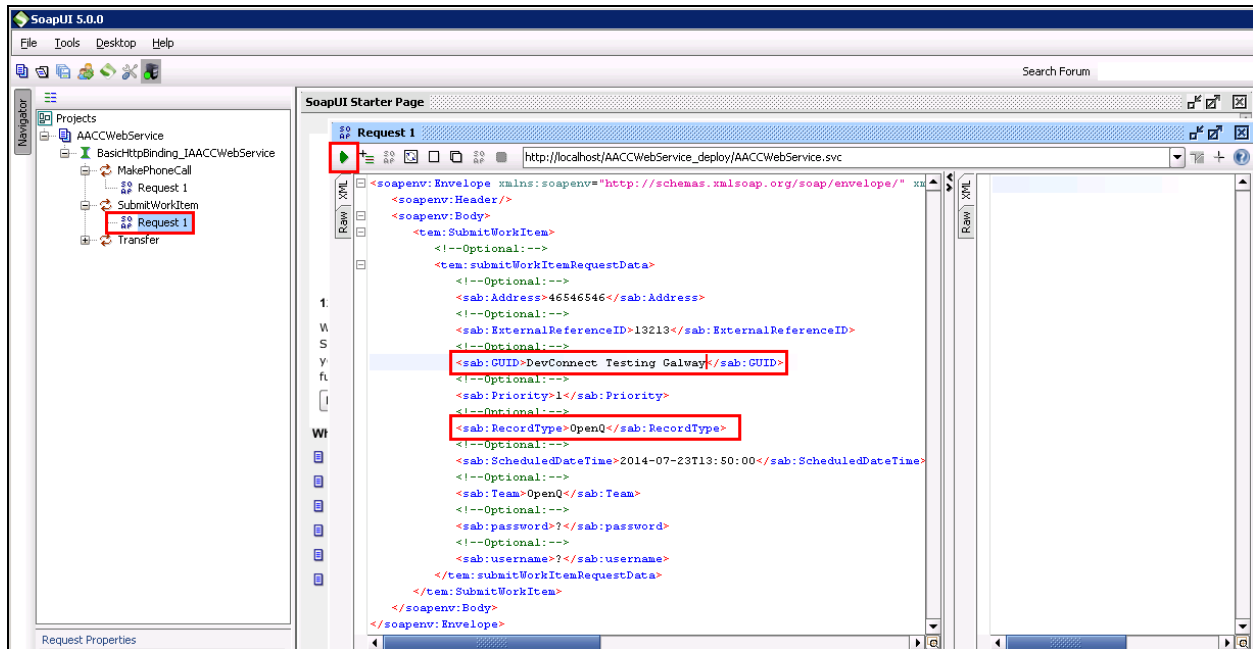 SoapUI 5.0.0
File Tools Desktop Help
Search Forum
Navigator
Projects
AACCWebService
BasicHttpBinding_IAACCWebService
MakePhoneCall
Request 1
SubmitWorkItem
Request 1
Transfer
Request Properties
SoapUI Starter Page
Request 1
http://localhost/AACCWebService_deploy/AACCWebService.svc
XML
Raw
<soapenv:Envelope xmlns:soapenv="http://schemas.xmlsoap.org/soap/envelope/" xm
<soapenv:Header/>
<soapenv:Body>
<tem:SubmitWorkItem>
<!--Optional:-->
<tem:submitWorkItemRequestData>
<!--Optional:-->
<sab:Address>46546546</sab:Address>
<!--Optional:-->
<sab:ExternalReferenceID>13213</sab:ExternalReferenceID>
<!--Optional:-->
<sab:GUID>DevConnect Testing Galway</sab:GUID>
<!--Optional:-->
<sab:Priority>1</sab:Priority>
<!--Optional:-->
<sab:RecordType>OpenQ</sab:RecordType>
<!--Optional:-->
<sab:ScheduledDateTime>2014-07-23T13:50:00</sab:ScheduledDateTime>
<!--Optional:-->
<sab:Team>OpenQ</sab:Team>
<!--Optional:-->
<sab:password>?</sab:password>
<!--Optional:-->
<sab:username>?</sab:username>
</tem:submitWorkItemRequestData>
</tem:SubmitWorkItem>
</soapenv:Body>
</soapenv:Envelope>
XML
Raw